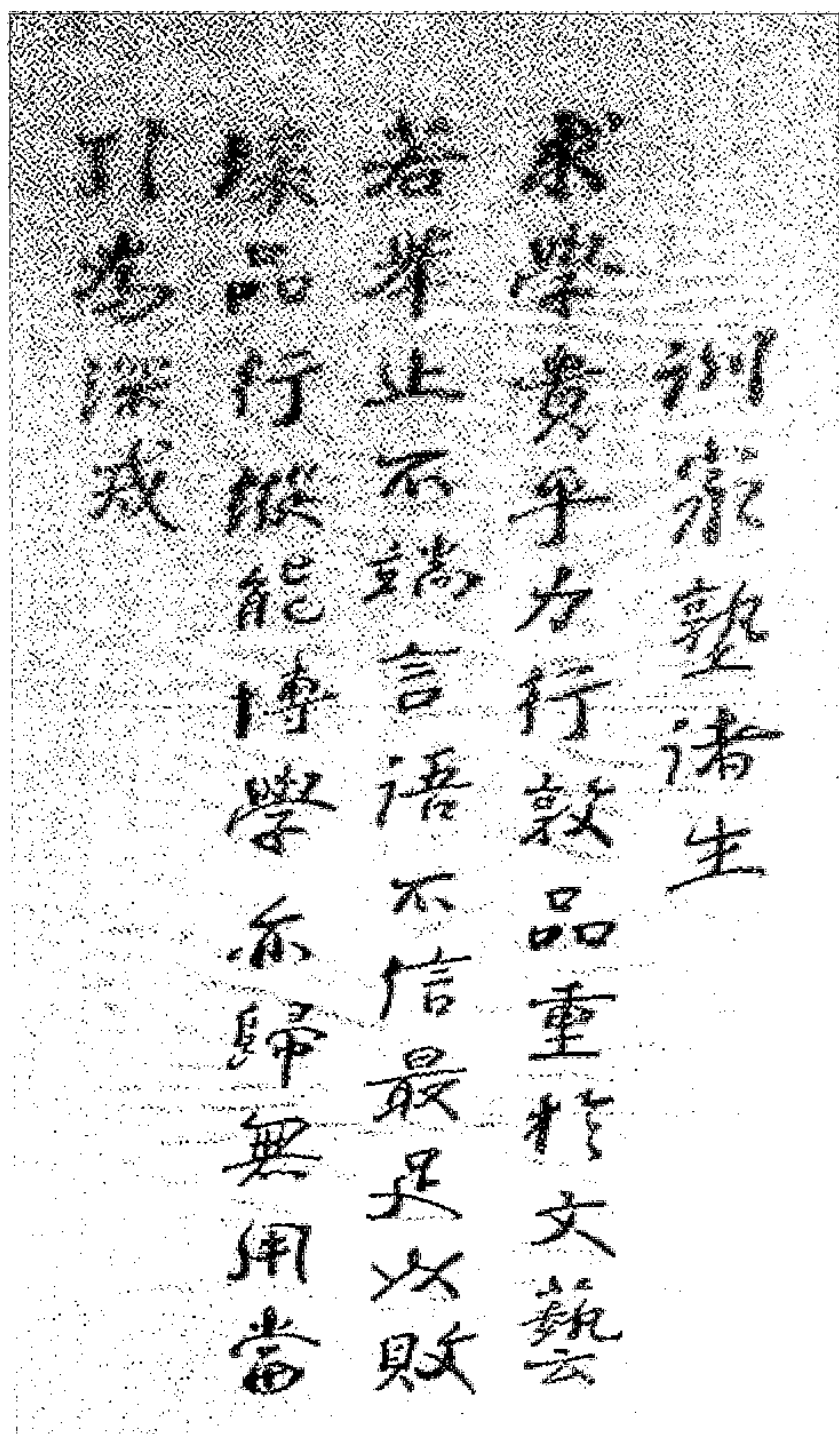 訓家塾諸生
求學貴乎力行敦品重於文藝
若舉止不端言語不信最足以敗
壞品行縱能博學亦歸無用當
引為深戒